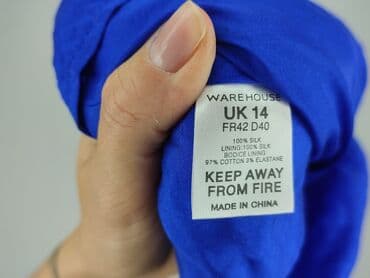 WAREHOUSE
UK 14
FR42 D40
100% SILK
LINING:100% SILK
BODICE LINING:
97% COTTON 3% ELASTANE
KEEP AWAY
FROM FIRE
MADE IN CHINA